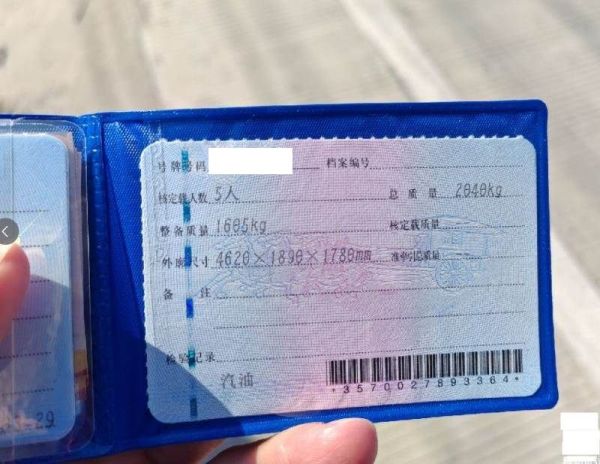 号牌号码 档案编号
核定载人数 5人 总质量 2040kg
整备质量 1605kg 核定载质量
外廓尺寸 4620×1890×1780mm 准牵引总质量
备注
检验记录
汽油
*3570027893364*
29